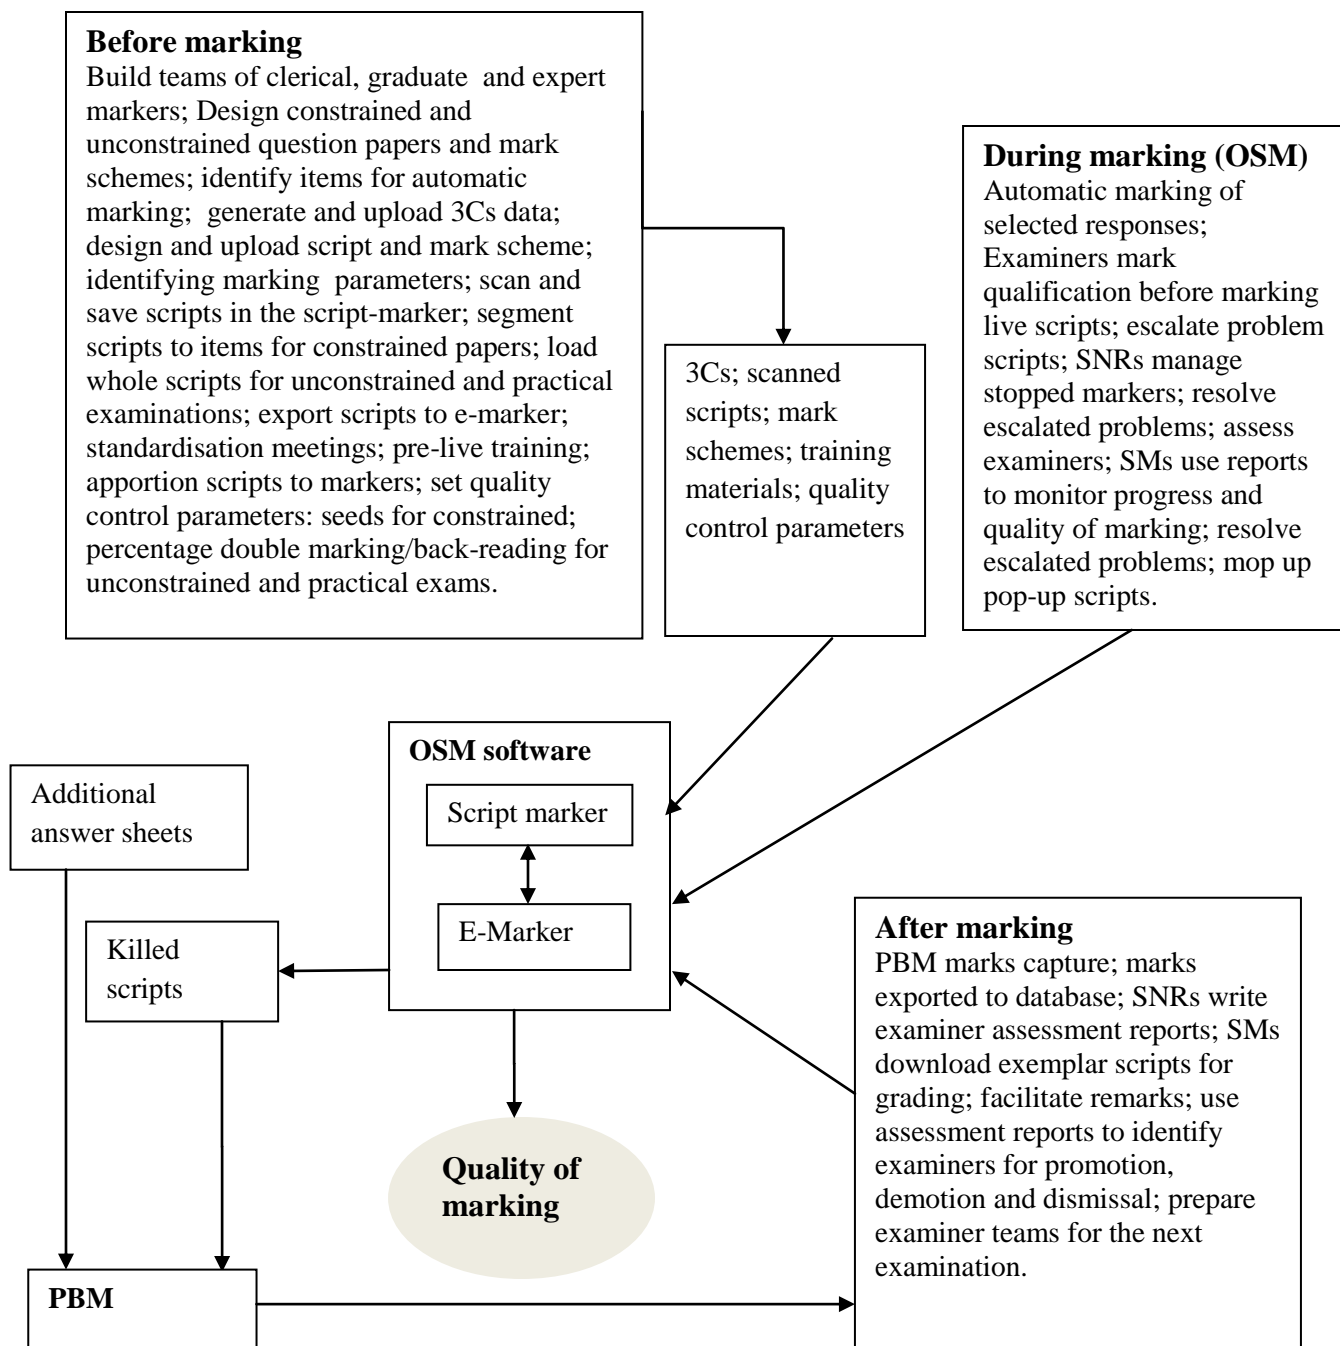 Before marking
Build teams of clerical, graduate and expert
markers; Design constrained and
unconstrained question papers and mark
schemes; identify items for automatic
marking; generate and upload 3Cs data;
design and upload script and mark scheme;
identifying marking parameters; scan and
save scripts in the script-marker; segment
scripts to items for constrained papers; load
whole scripts for unconstrained and practical
examinations; export scripts to e-marker;
standardisation meetings; pre-live training;
apportion scripts to markers; set quality
control parameters: seeds for constrained;
percentage double marking/back-reading for
unconstrained and practical exams.
During marking (OSM)
Automatic marking of
selected responses;
Examiners mark
qualification before marking
live scripts; escalate problem
scripts; SNRs manage
stopped markers; resolve
escalated problems; assess
examiners; SMs use reports
to monitor progress and
quality of marking; resolve
escalated problems; mop up
pop-up scripts.
3Cs; scanned
scripts; mark
schemes; training
materials; quality
control parameters
OSM software
Script marker
E-Marker
Additional
answer sheets
Killed
scripts
After marking
PBM marks capture; marks
exported to database; SNRs write
examiner assessment reports; SMs
download exemplar scripts for
grading; facilitate remarks; use
assessment reports to identify
examiners for promotion,
demotion and dismissal; prepare
examiner teams for the next
examination.
Quality of
marking
PBM